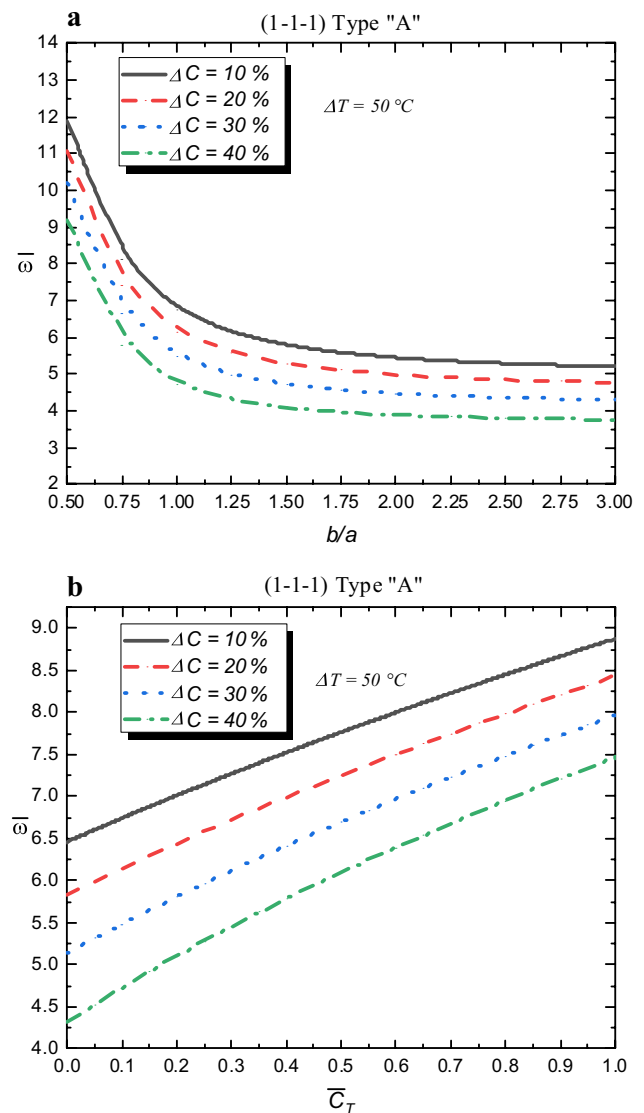 a
(1-1-1) Type "A"
14
13
12
11
10
9
8
7
6
5
4
3
2
ω̅
ΔC = 10 %
ΔC = 20 %
ΔC = 30 %
ΔC = 40 %
ΔT = 50 °C
0.50 0.75 1.00 1.25 1.50 1.75 2.00 2.25 2.50 2.75 3.00
b/a
b
(1-1-1) Type "A"
9.0
8.5
8.0
7.5
7.0
6.5
6.0
5.5
5.0
4.5
4.0
ω̅
ΔC = 10 %
ΔC = 20 %
ΔC = 30 %
ΔC = 40 %
ΔT = 50 °C
0.0 0.1 0.2 0.3 0.4 0.5 0.6 0.7 0.8 0.9 1.0
C̅_T